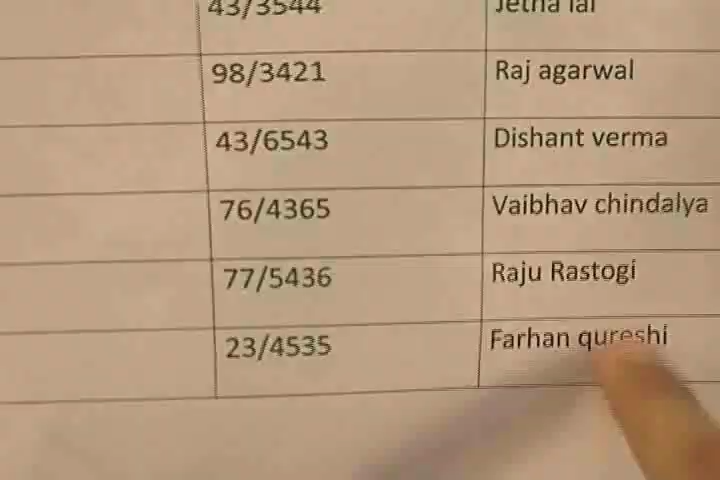 43/3544 Jetha lal
98/3421 Raj agarwal
43/6543 Dishant verma
76/4365 Vaibhav chindalya
77/5436 Raju Rastogi
23/4535 Farhan qureshi